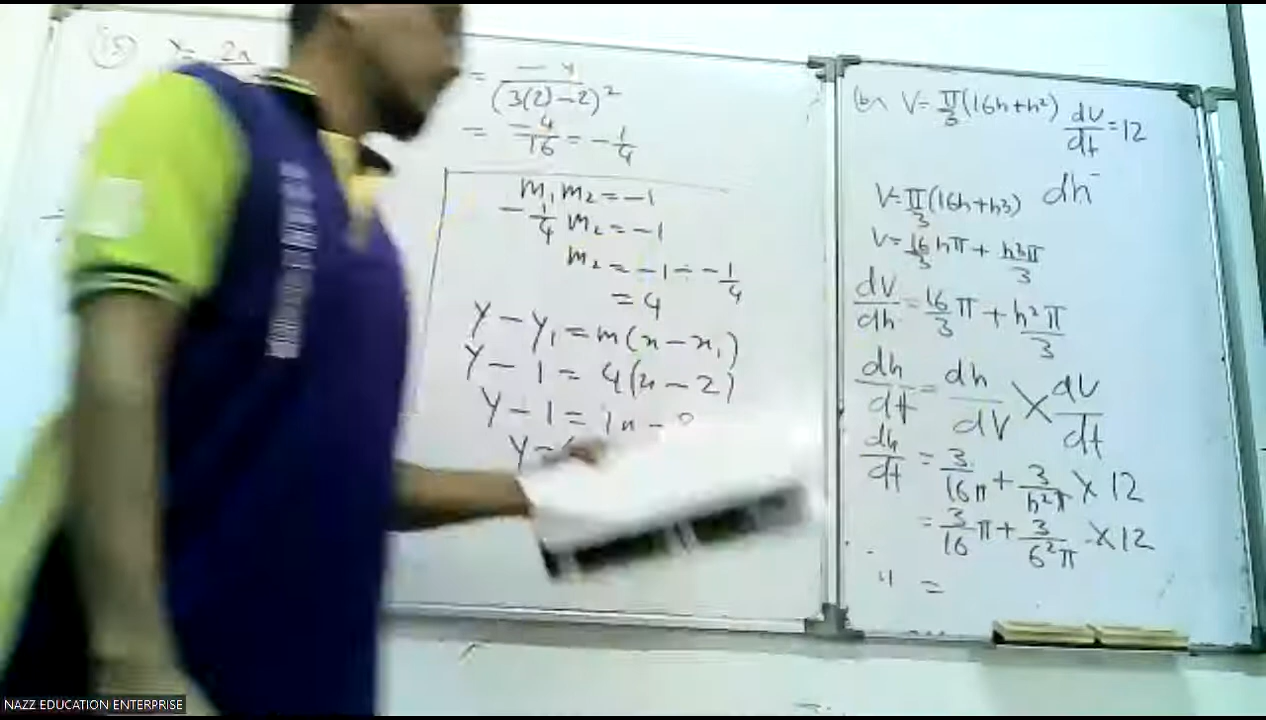 (15) y = 2x
= -4/(3(2)-2)²
= -4/16 = -1/4
m₁m₂ = -1
-1/4 m₂ = -1
m₂ = -1 ÷ -1/4
= 4
y - y₁ = m(x - x₁)
y - 1 = 4(x - 2)
y - 1 =
y -
(b) V = π/3(16h + h²) dV/dt = 12
V = π/3(16h + h3) dh
V = 16/3 hπ + h³π/3
dV/dh = 16/3 π + h²π/3
dh/dt = dh/dV × dV/dt
dh/dt = 3/16π + 3/h²π × 12
= 3/16 π + 3/6²π × 12
" =
NAZZ EDUCATION ENTERPRISE